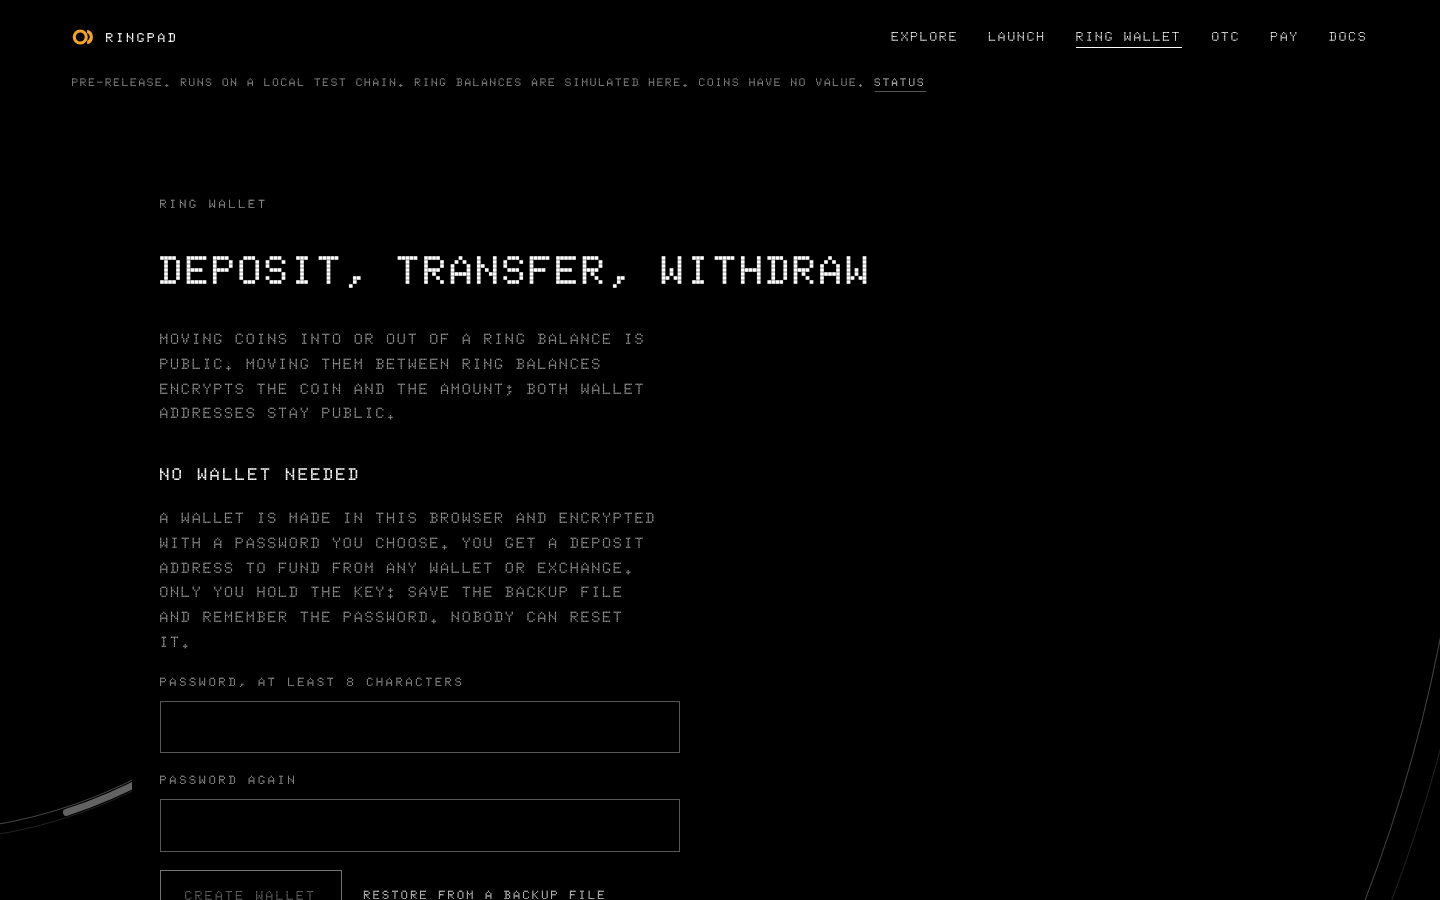 RINGPAD
EXPLORE LAUNCH RING WALLET OTC PAY DOCS
PRE-RELEASE. RUNS ON A LOCAL TEST CHAIN. RING BALANCES ARE SIMULATED HERE. COINS HAVE NO VALUE. STATUS
RING WALLET
DEPOSIT, TRANSFER, WITHDRAW
MOVING COINS INTO OR OUT OF A RING BALANCE IS
PUBLIC. MOVING THEM BETWEEN RING BALANCES
ENCRYPTS THE COIN AND THE AMOUNT; BOTH WALLET
ADDRESSES STAY PUBLIC.
NO WALLET NEEDED
A WALLET IS MADE IN THIS BROWSER AND ENCRYPTED
WITH A PASSWORD YOU CHOOSE. YOU GET A DEPOSIT
ADDRESS TO FUND FROM ANY WALLET OR EXCHANGE.
ONLY YOU HOLD THE KEY: SAVE THE BACKUP FILE
AND REMEMBER THE PASSWORD. NOBODY CAN RESET
IT.
PASSWORD, AT LEAST 8 CHARACTERS
PASSWORD AGAIN
CREATE WALLET RESTORE FROM A BACKUP FILE